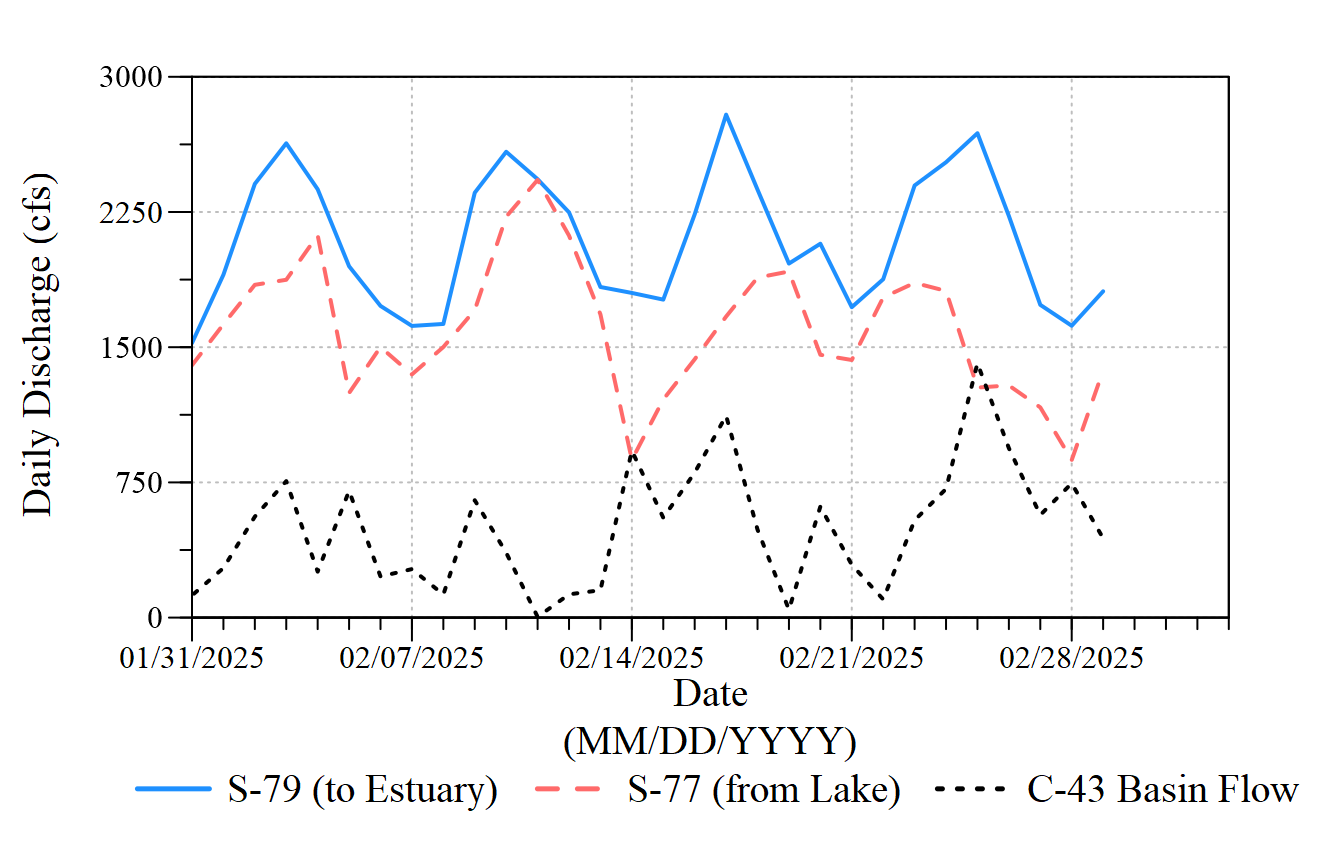 3000
2250
1500
750
0
Daily Discharge (cfs)
01/31/2025 02/07/2025 02/14/2025 02/21/2025 02/28/2025
Date
(MM/DD/YYYY)
S-79 (to Estuary) S-77 (from Lake) C-43 Basin Flow